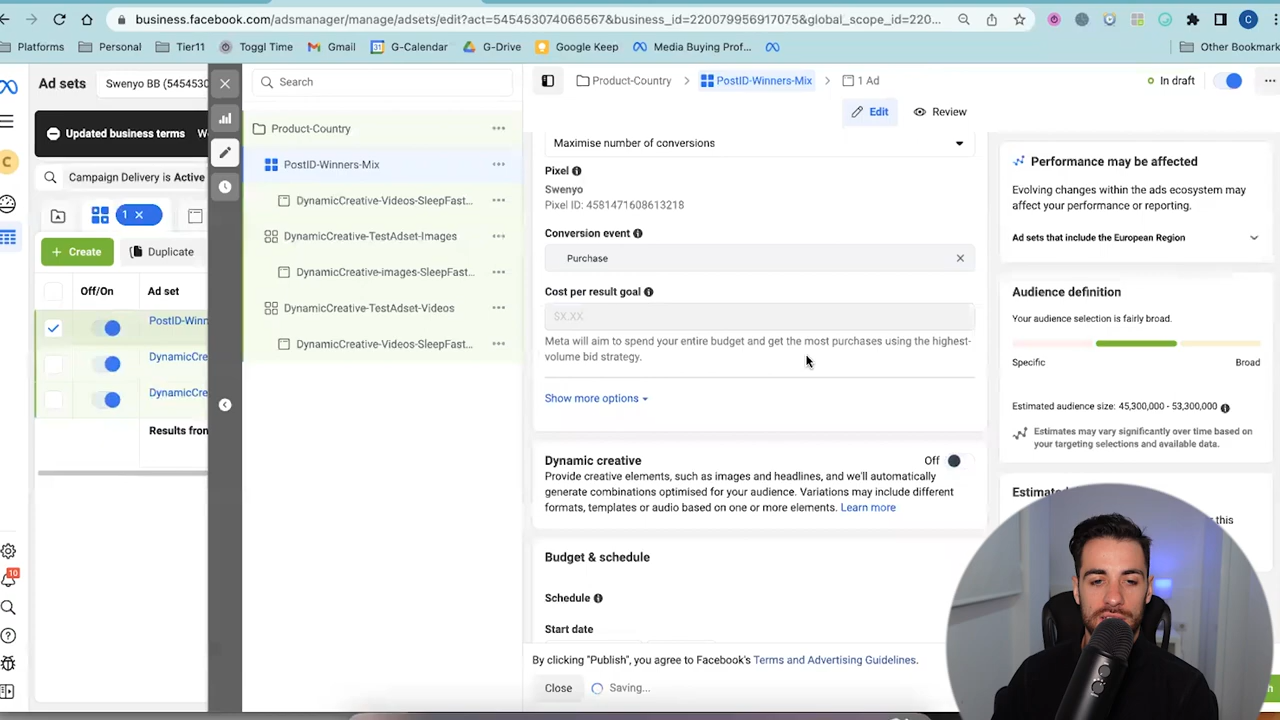 business.facebook.com/adsmanager/manage/adsets/edit?act=545453074066567&business_id=220079956917075&global_scope_id=220...
C
Platforms
Personal
Tier11
Toggl Time
Gmail
G-Calendar
G-Drive
Google Keep
Media Buying Prof...
Other Bookmark
Ad sets
Swenyo BB (5454530
Updated business terms
We
C
Campaign Delivery is Active
1
Create
Duplicate
Off/On
Ad set
PostID-Winn
DynamicCre
DynamicCre
Results from
10
Search
Product-Country
PostID-Winners-Mix
DynamicCreative-Videos-SleepFast...
DynamicCreative-TestAdset-Images
DynamicCreative-images-SleepFast...
DynamicCreative-TestAdset-Videos
DynamicCreative-Videos-SleepFast...
Product-Country
PostID-Winners-Mix
1 Ad
In draft
Edit
Review
Maximise number of conversions
Pixel
Swenyo
Pixel ID: 4581471608613218
Conversion event
Purchase
Cost per result goal
$X.XX
Meta will aim to spend your entire budget and get the most purchases using the highest-
volume bid strategy.
Show more options
Dynamic creative
Off
Provide creative elements, such as images and headlines, and we'll automatically
generate combinations optimised for your audience. Variations may include different
formats, templates or audio based on one or more elements. Learn more
Budget & schedule
Schedule
Start date
By clicking "Publish", you agree to Facebook's Terms and Advertising Guidelines.
Close
Saving...
Performance may be affected
Evolving changes within the ads ecosystem may
affect your performance or reporting.
Ad sets that include the European Region
Audience definition
Your audience selection is fairly broad.
Specific
Broad
Estimated audience size: 45,300,000 - 53,300,000
Estimates may vary significantly over time based on
your targeting selections and available data.
Estimated
this